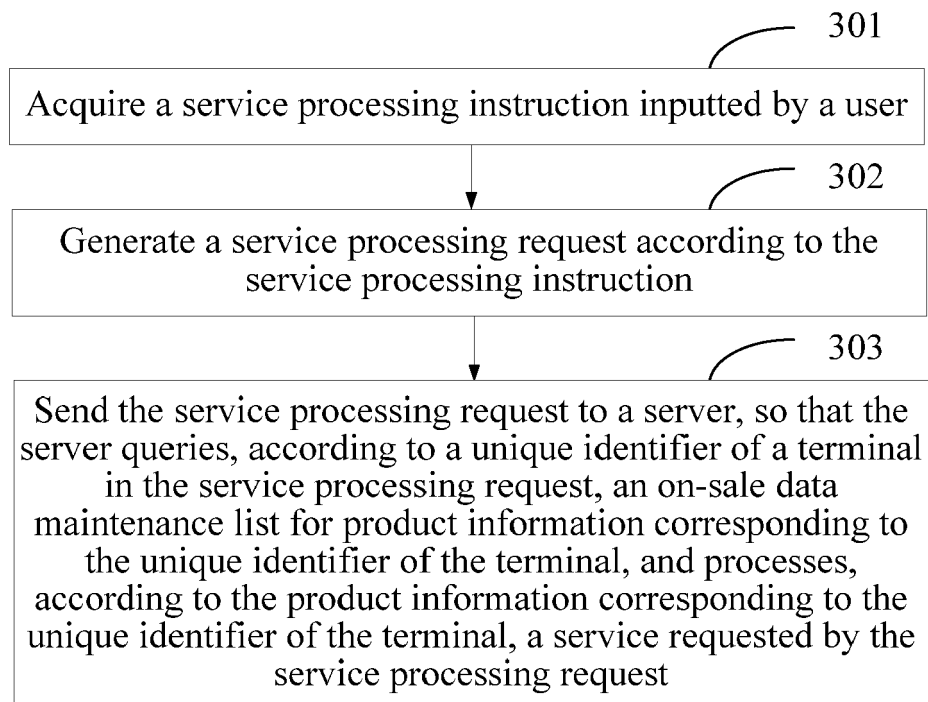 301
Acquire a service processing instruction inputted by a user
302
Generate a service processing request according to the
service processing instruction
303
Send the service processing request to a server, so that the
server queries, according to a unique identifier of a terminal
in the service processing request, an on-sale data
maintenance list for product information corresponding to
the unique identifier of the terminal, and processes,
according to the product information corresponding to the
unique identifier of the terminal, a service requested by the
service processing request